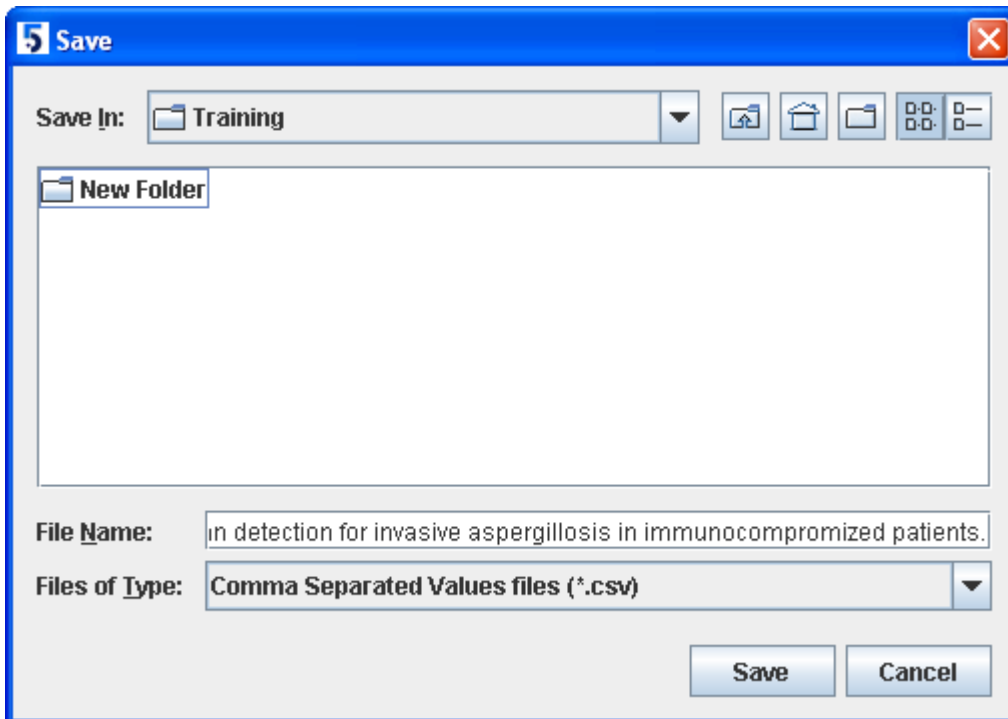 5 Save
Save In: Training
New Folder
File Name: n detection for invasive aspergillosis in immunocompromized patients.
Files of Type: Comma Separated Values files (*.csv)
Save Cancel